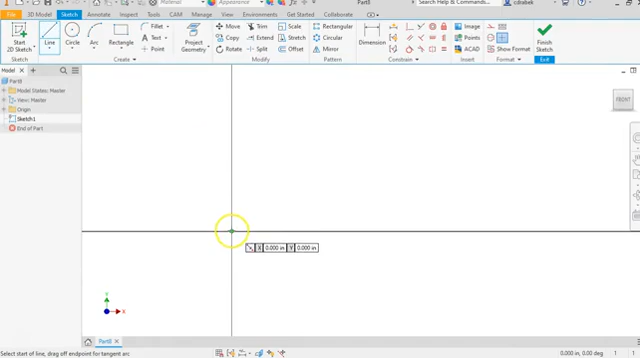 Material
Appearance
Part8
Search Help & Commands...
cdrabek
File
3D Model
Sketch
Annotate
Inspect
Tools
CAM
Manage
View
Environments
Get Started
Collaborate
Start 2D Sketch
Line
Circle
Arc
Rectangle
Fillet
Text
Point
Project Geometry
Move
Copy
Rotate
Trim
Extend
Split
Scale
Stretch
Offset
Rectangular
Circular
Mirror
Dimension
Image
Points
ACAD
Show Format
Finish Sketch
Sketch
Create
Modify
Pattern
Constrain
Insert
Format
Exit
Model
Part8
Model States: Master
View: Master
Origin
Sketch1
End of Part
FRONT
X 0.000 in Y 0.000 in
Y
X
Part8
Select start of line, drag off endpoint for tangent arc
0.000 in, 0.00 deg
1
1